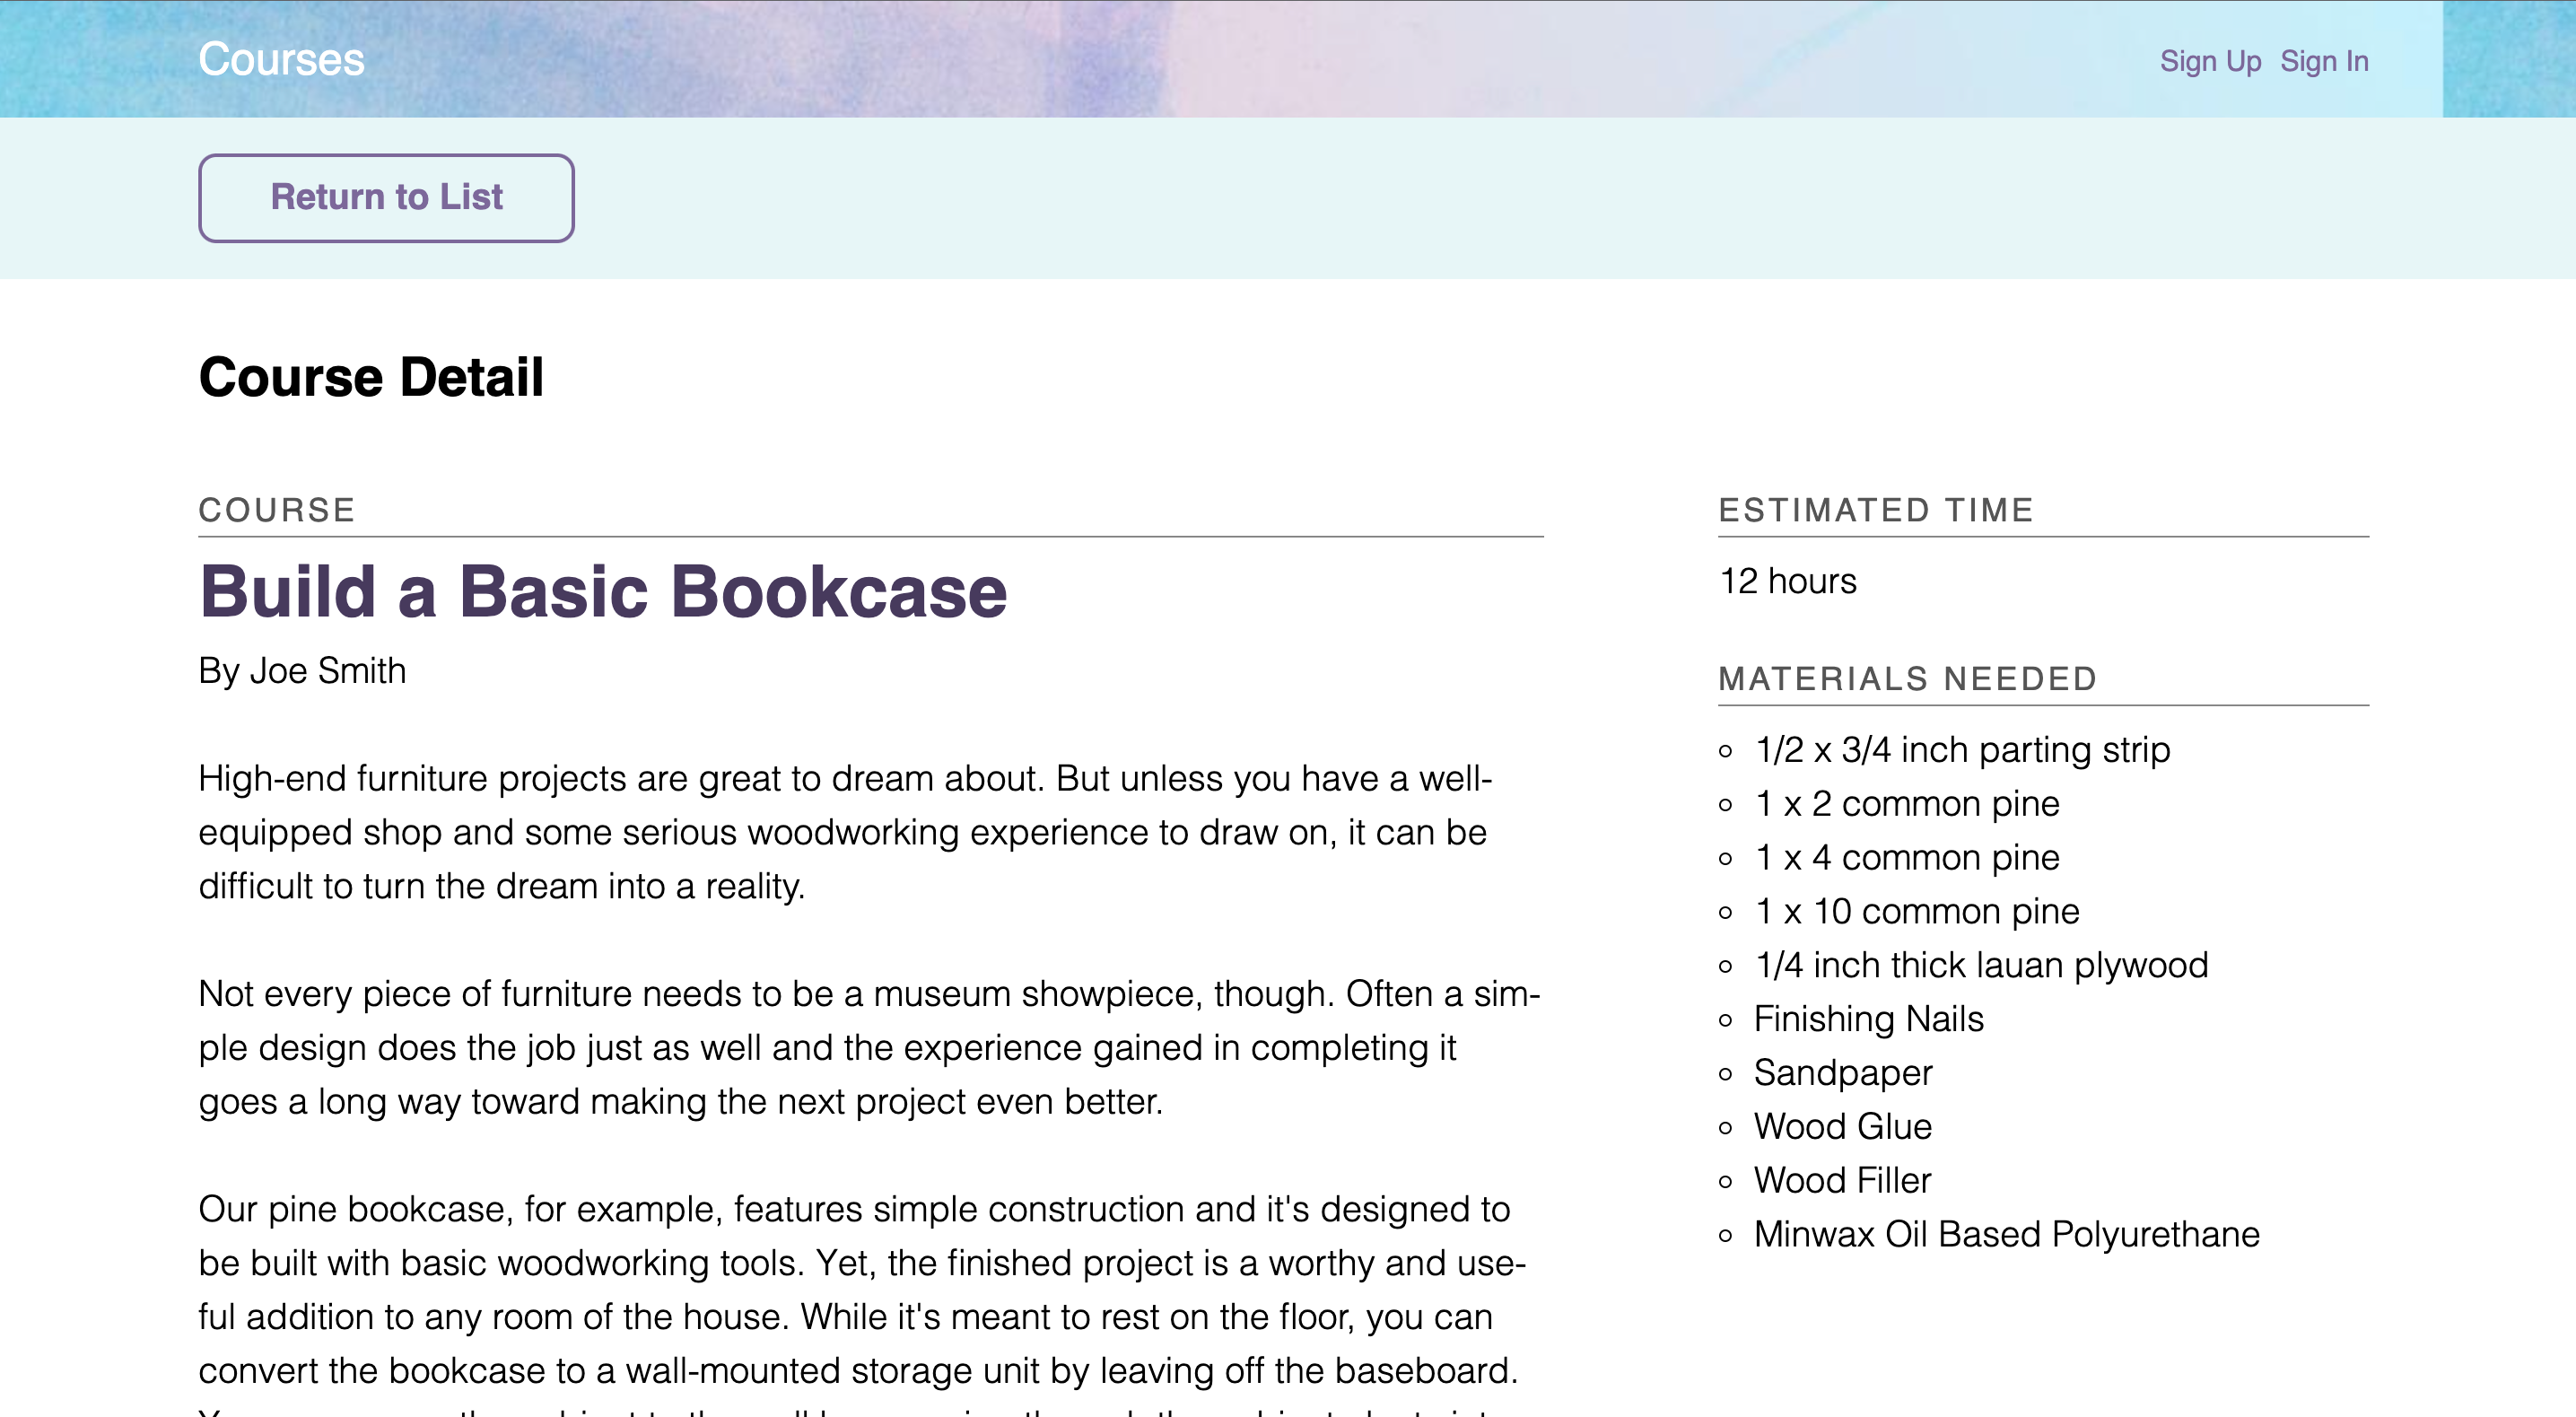 Courses
Sign Up Sign In
Return to List
Course Detail
COURSE
Build a Basic Bookcase
By Joe Smith
High-end furniture projects are great to dream about. But unless you have a well-
equipped shop and some serious woodworking experience to draw on, it can be
difficult to turn the dream into a reality.
Not every piece of furniture needs to be a museum showpiece, though. Often a sim-
ple design does the job just as well and the experience gained in completing it
goes a long way toward making the next project even better.
Our pine bookcase, for example, features simple construction and it's designed to
be built with basic woodworking tools. Yet, the finished project is a worthy and use-
ful addition to any room of the house. While it's meant to rest on the floor, you can
convert the bookcase to a wall-mounted storage unit by leaving off the baseboard.
ESTIMATED TIME
12 hours
MATERIALS NEEDED
1/2 x 3/4 inch parting strip
1 x 2 common pine
1 x 4 common pine
1 x 10 common pine
1/4 inch thick lauan plywood
Finishing Nails
Sandpaper
Wood Glue
Wood Filler
Minwax Oil Based Polyurethane